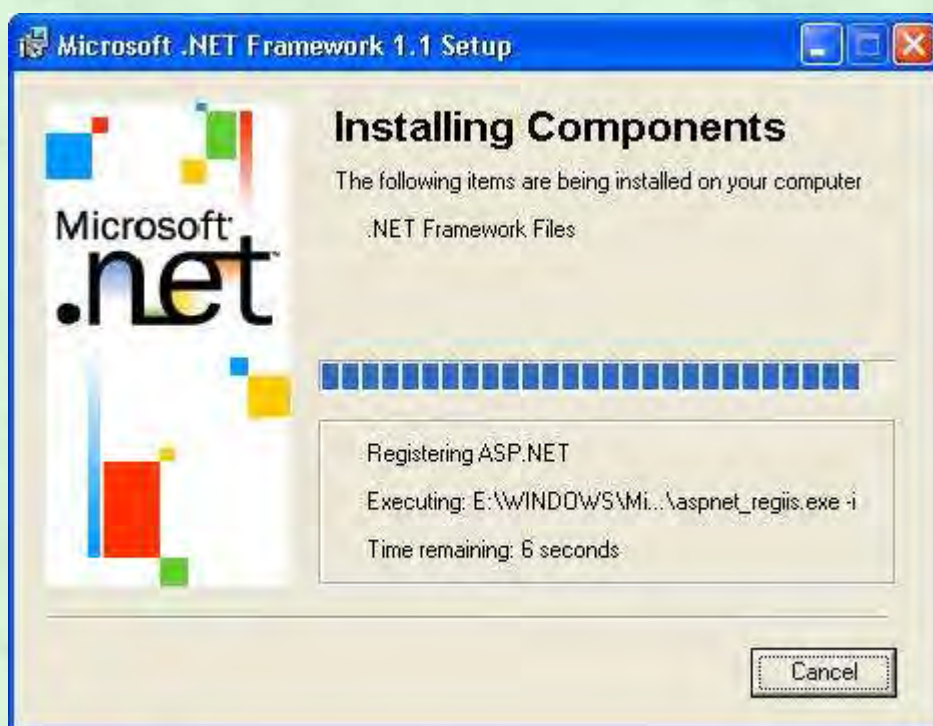 Microsoft .NET Framework 1.1 Setup
Installing Components
The following items are being installed on your computer
.NET Framework Files
Microsoft
.net™
Registering ASP.NET
Executing: E:\WINDOWS\Mi...\aspnet_regiis.exe -i
Time remaining: 6 seconds
Cancel